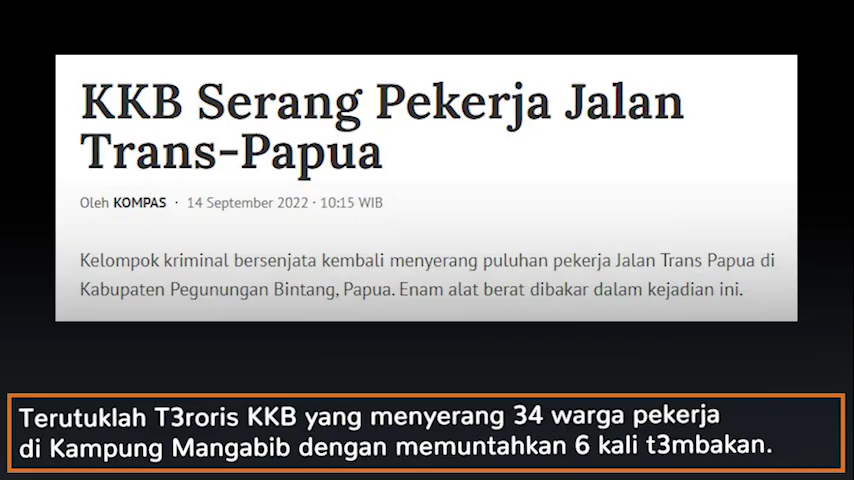 KKB Serang Pekerja Jalan
Trans-Papua
Oleh KOMPAS · 14 September 2022 · 10:15 WIB
Kelompok kriminal bersenjata kembali menyerang puluhan pekerja Jalan Trans Papua di
Kabupaten Pegunungan Bintang, Papua. Enam alat berat dibakar dalam kejadian ini.
Terutuklah T3roris KKB yang menyerang 34 warga pekerja
di Kampung Mangabib dengan memuntahkan 6 kali t3mbakan.